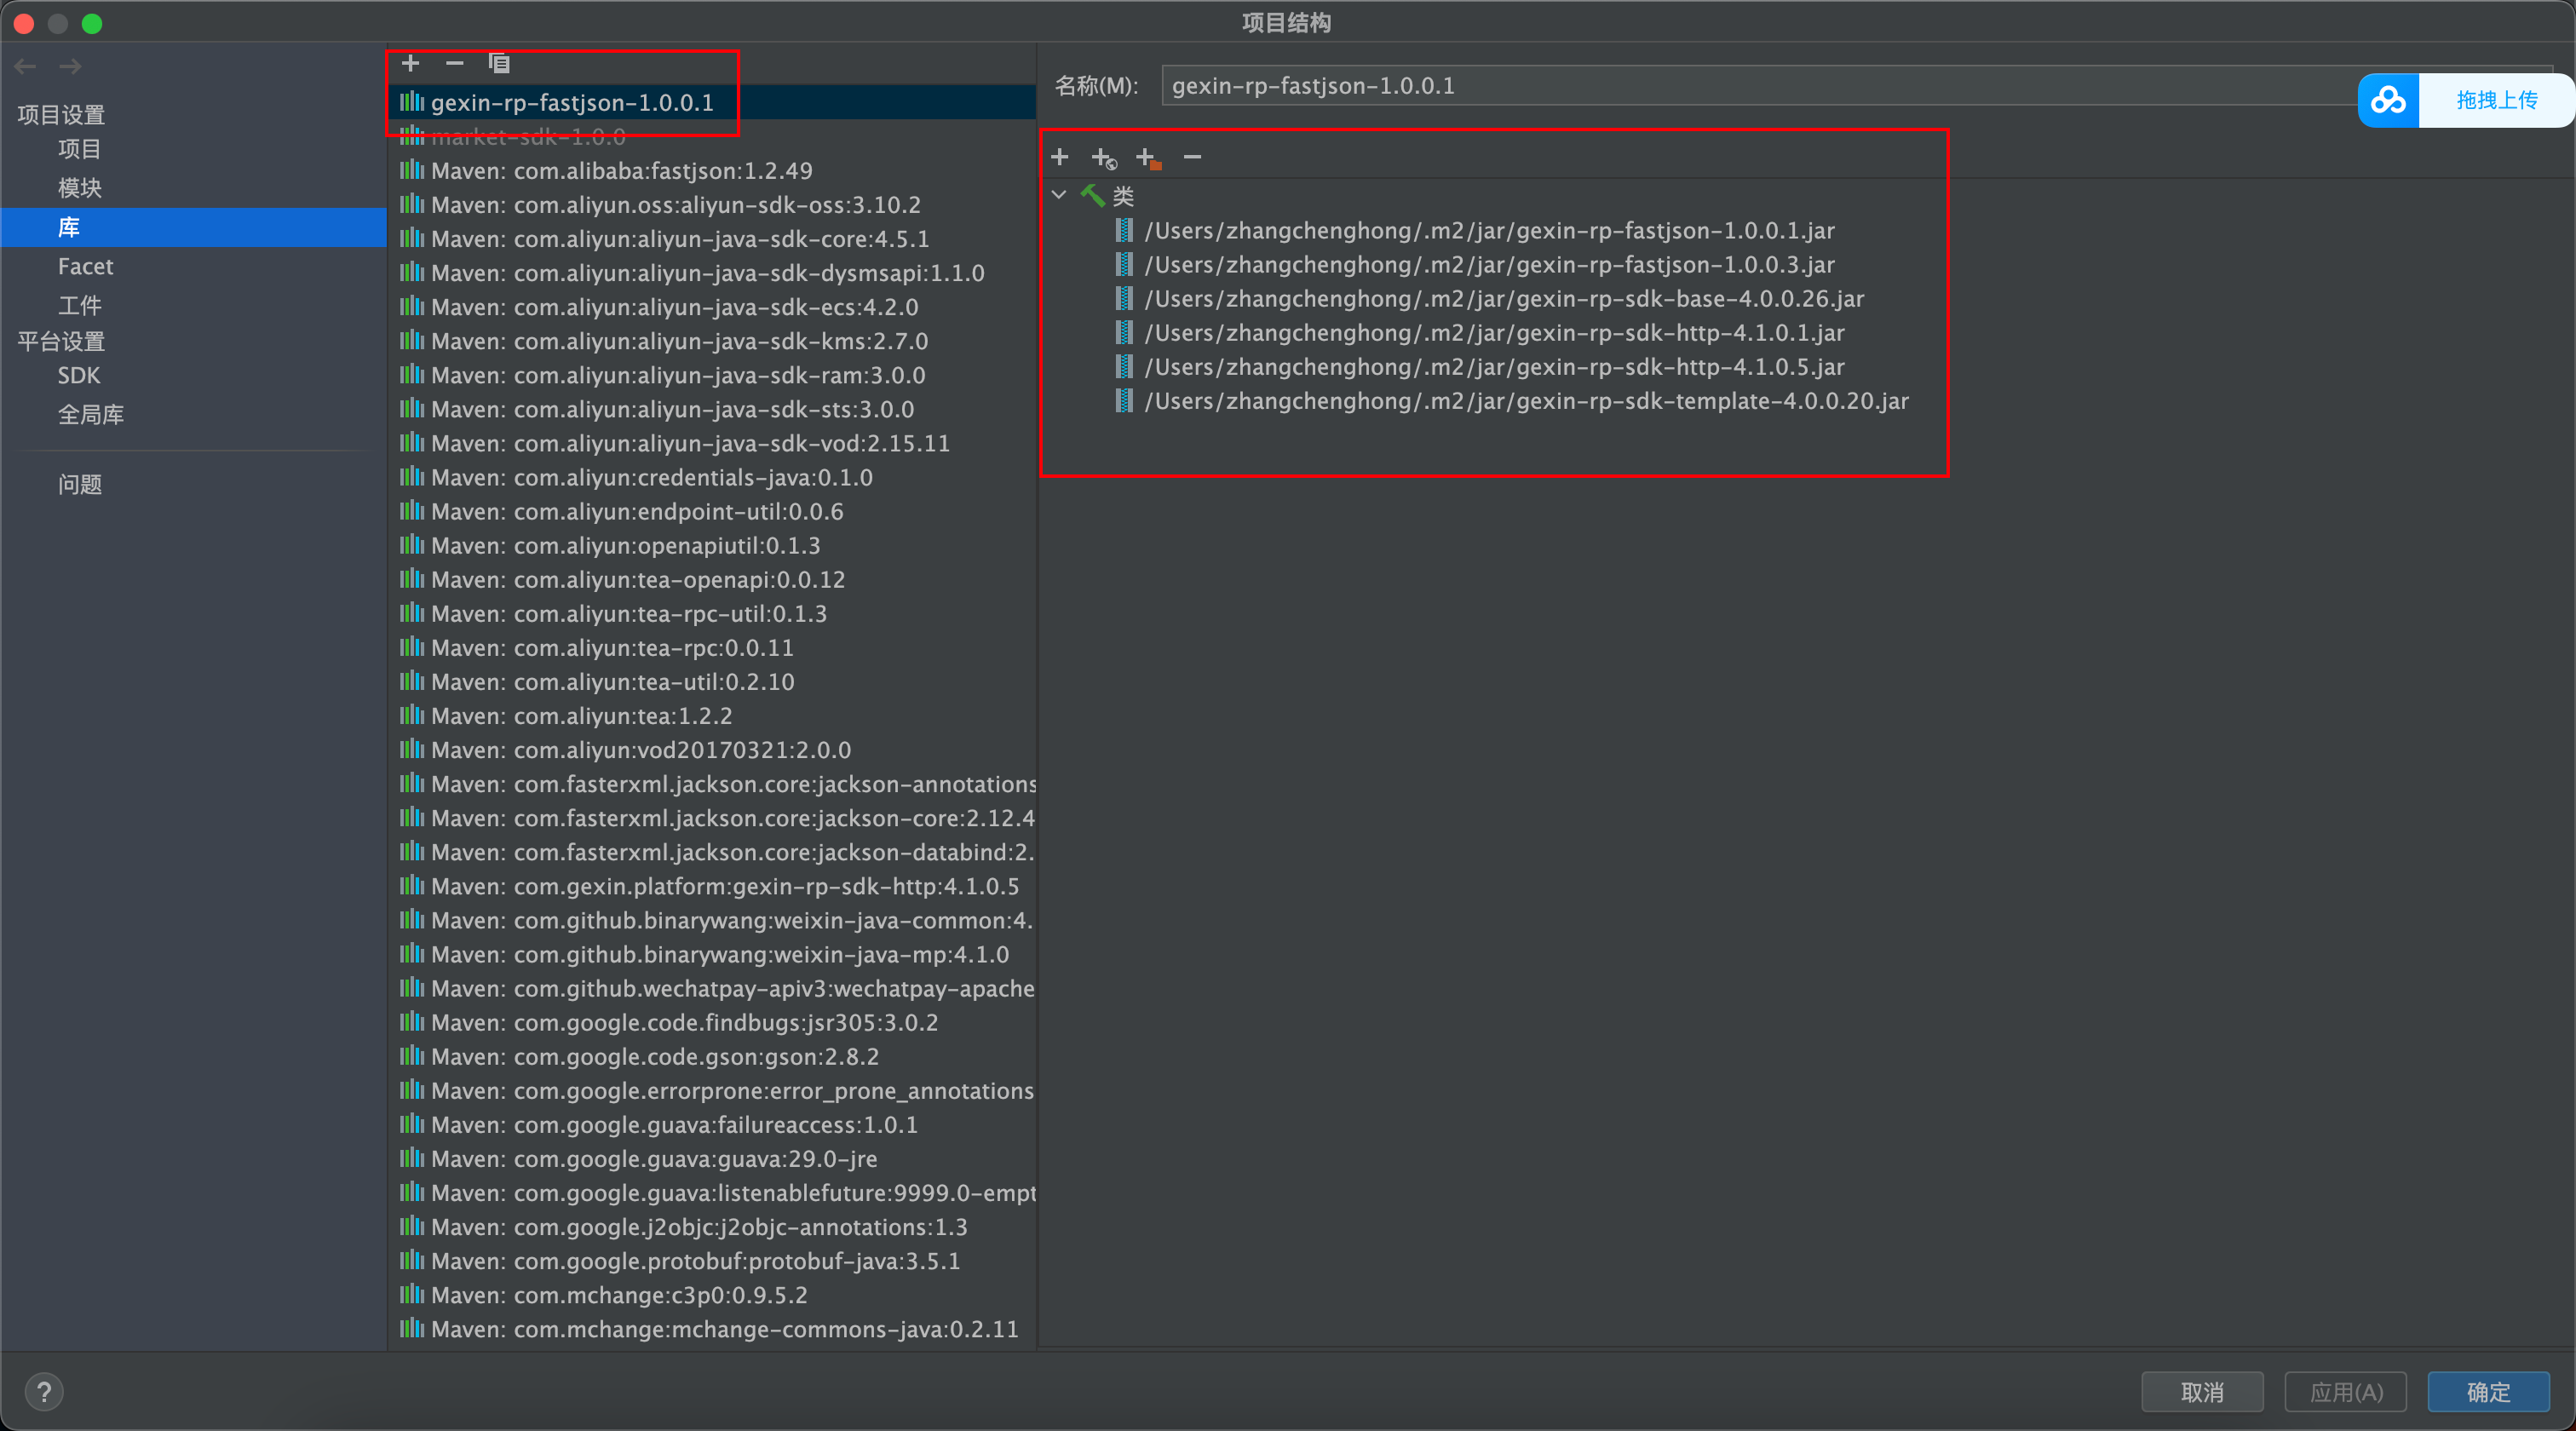 项目结构
项目设置
项目
模块
库
Facet
工件
平台设置
SDK
全局库
问题
gexin-rp-fastjson-1.0.0.1
market-sdk-1.0.0
Maven: com.alibaba:fastjson:1.2.49
Maven: com.aliyun.oss:aliyun-sdk-oss:3.10.2
Maven: com.aliyun:aliyun-java-sdk-core:4.5.1
Maven: com.aliyun:aliyun-java-sdk-dysmsapi:1.1.0
Maven: com.aliyun:aliyun-java-sdk-ecs:4.2.0
Maven: com.aliyun:aliyun-java-sdk-kms:2.7.0
Maven: com.aliyun:aliyun-java-sdk-ram:3.0.0
Maven: com.aliyun:aliyun-java-sdk-sts:3.0.0
Maven: com.aliyun:aliyun-java-sdk-vod:2.15.11
Maven: com.aliyun:credentials-java:0.1.0
Maven: com.aliyun:endpoint-util:0.0.6
Maven: com.aliyun:openapiutil:0.1.3
Maven: com.aliyun:tea-openapi:0.0.12
Maven: com.aliyun:tea-rpc-util:0.1.3
Maven: com.aliyun:tea-rpc:0.0.11
Maven: com.aliyun:tea-util:0.2.10
Maven: com.aliyun:tea:1.2.2
Maven: com.aliyun:vod20170321:2.0.0
Maven: com.fasterxml.jackson.core:jackson-annotations
Maven: com.fasterxml.jackson.core:jackson-core:2.12.4
Maven: com.fasterxml.jackson.core:jackson-databind:2.
Maven: com.gexin.platform:gexin-rp-sdk-http:4.1.0.5
Maven: com.github.binarywang:weixin-java-common:4.
Maven: com.github.binarywang:weixin-java-mp:4.1.0
Maven: com.github.wechatpay-apiv3:wechatpay-apache
Maven: com.google.code.findbugs:jsr305:3.0.2
Maven: com.google.code.gson:gson:2.8.2
Maven: com.google.errorprone:error_prone_annotations
Maven: com.google.guava:failureaccess:1.0.1
Maven: com.google.guava:guava:29.0-jre
Maven: com.google.guava:listenablefuture:9999.0-empt
Maven: com.google.j2objc:j2objc-annotations:1.3
Maven: com.google.protobuf:protobuf-java:3.5.1
Maven: com.mchange:c3p0:0.9.5.2
Maven: com.mchange:mchange-commons-java:0.2.11
名称(M): gexin-rp-fastjson-1.0.0.1
拖拽上传
类
/Users/zhangchenghong/.m2/jar/gexin-rp-fastjson-1.0.0.1.jar
/Users/zhangchenghong/.m2/jar/gexin-rp-fastjson-1.0.0.3.jar
/Users/zhangchenghong/.m2/jar/gexin-rp-sdk-base-4.0.0.26.jar
/Users/zhangchenghong/.m2/jar/gexin-rp-sdk-http-4.1.0.1.jar
/Users/zhangchenghong/.m2/jar/gexin-rp-sdk-http-4.1.0.5.jar
/Users/zhangchenghong/.m2/jar/gexin-rp-sdk-template-4.0.0.20.jar
?
取消 应用(A) 确定